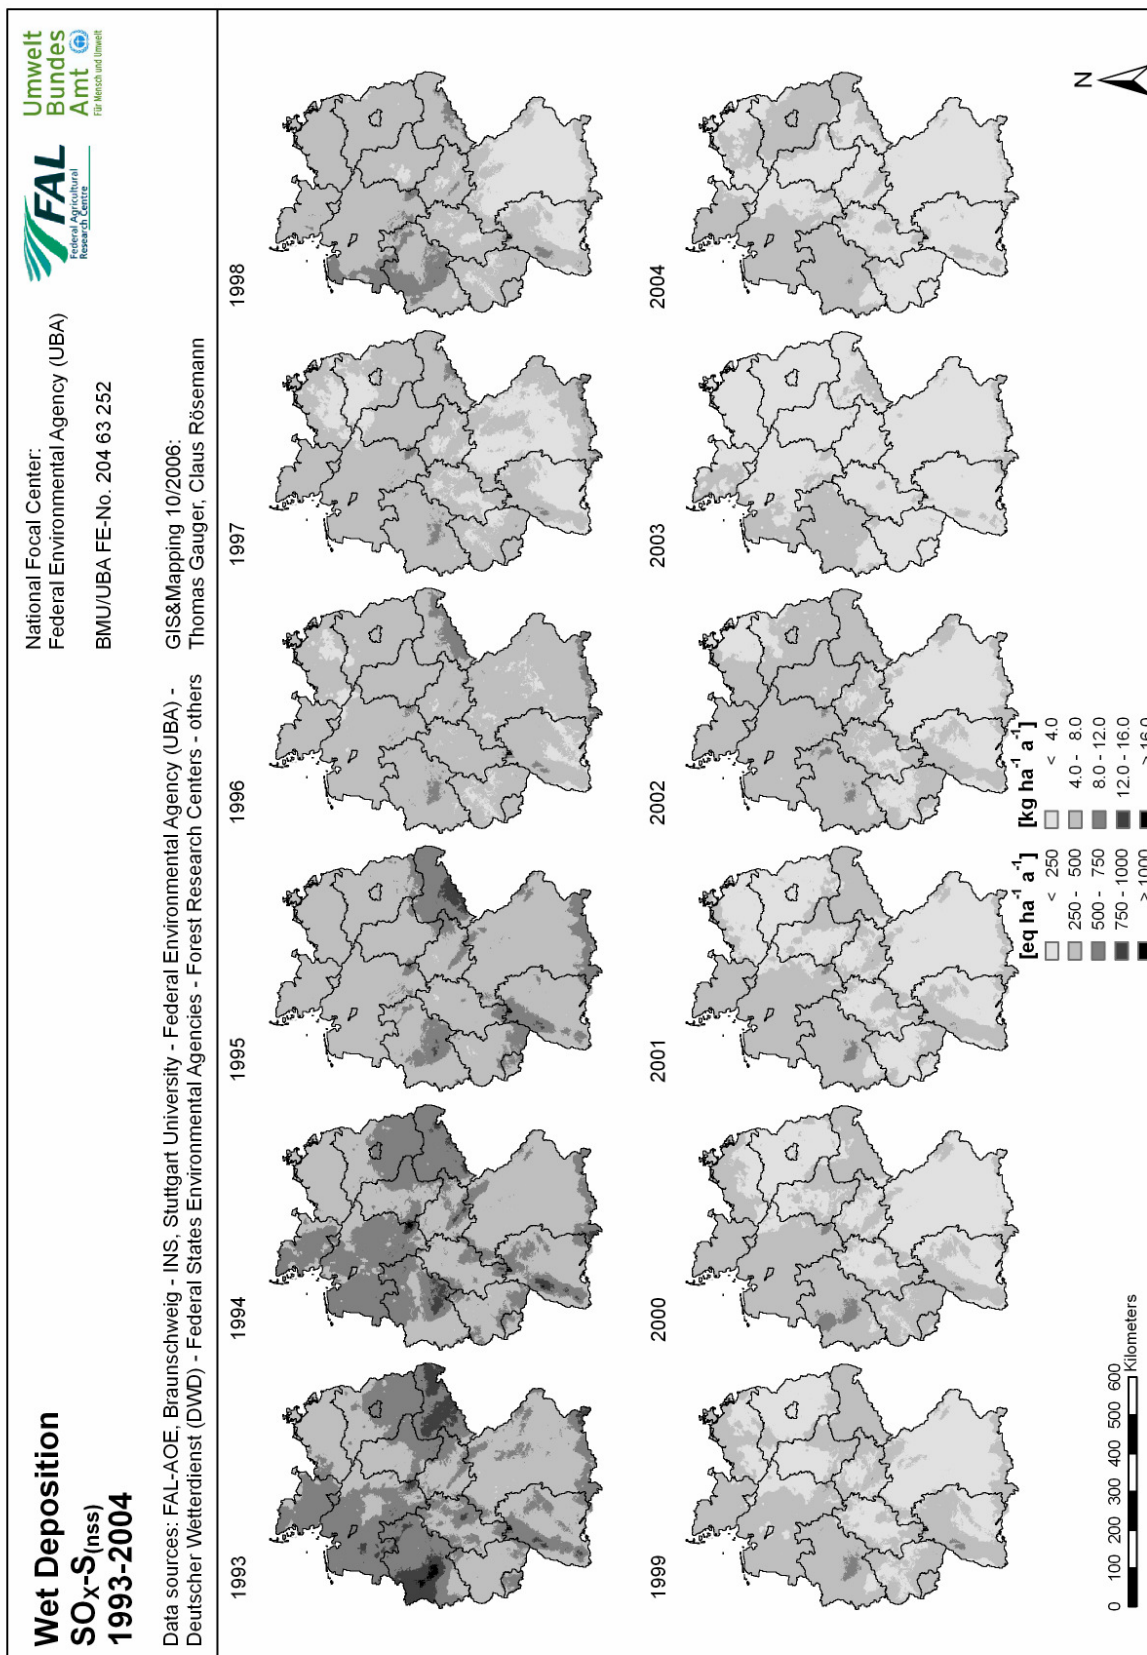 Wet Deposition
SOx-S(nss)
1993-2004
National Focal Center:
Federal Environmental Agency (UBA)
BMU/UBA FE-No. 204 63 252
FAL
Federal Agricultural
Research Centre
Umwelt
Bundes
Amt
Für Mensch und Umwelt
Data sources: FAL-AOE, Braunschweig - INS, Stuttgart University - Federal Environmental Agency (UBA) -
Deutscher Wetterdienst (DWD) - Federal States Environmental Agencies - Forest Research Centers - others
GIS&Mapping 10/2006:
Thomas Gauger, Claus Rösemann
1993
1994
1995
1996
1997
1998
1999
2000
2001
2002
2003
2004
[eq ha-1 a-1] [kg ha-1 a-1]
< 250 < 4.0
250 - 500 4.0 - 8.0
500 - 750 8.0 - 12.0
750 - 1000 12.0 - 16.0
> 1000 > 16.0
0 100 200 300 400 500 600
Kilometers
N